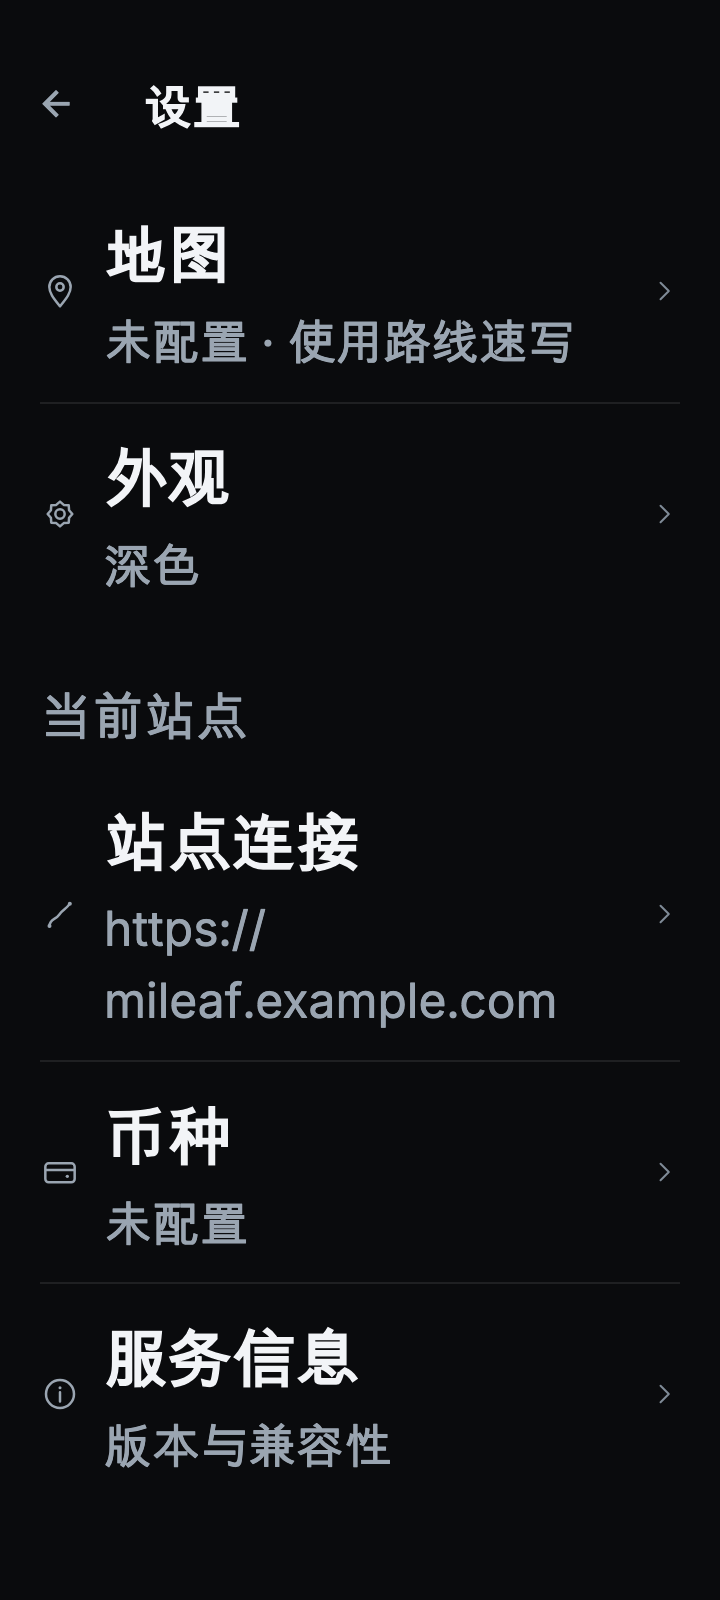 设置
地图
未配置 · 使用路线速写
外观
深色
当前站点
站点连接
https://
mileaf.example.com
币种
未配置
服务信息
版本与兼容性